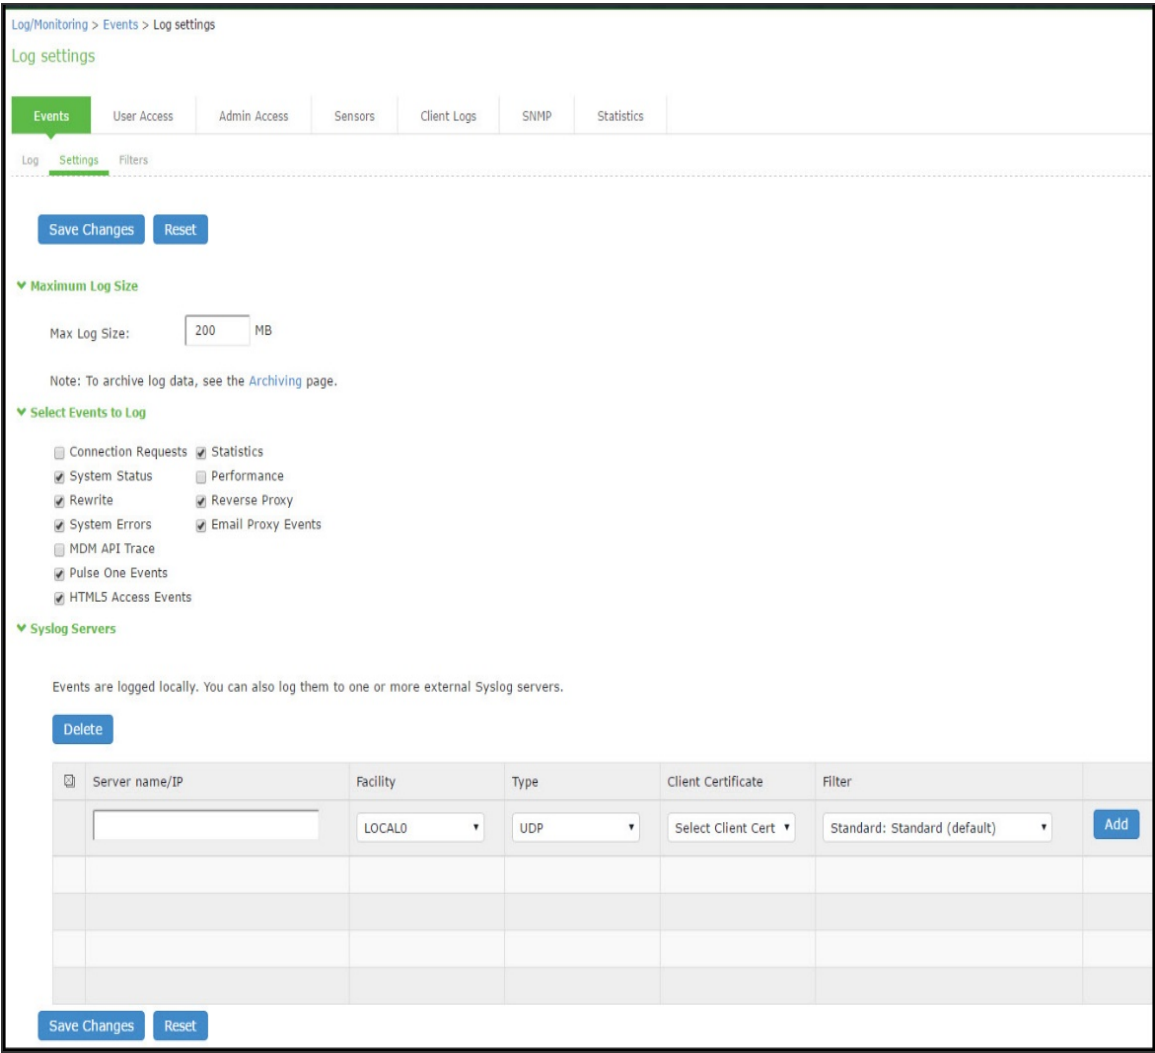 Log/Monitoring > Events > Log settings
Log settings
Events User Access Admin Access Sensors Client Logs SNMP Statistics
Log Settings Filters
Save Changes Reset
Maximum Log Size
Max Log Size: 200 MB
Note: To archive log data, see the Archiving page.
Select Events to Log
Connection Requests Statistics
System Status Performance
Rewrite Reverse Proxy
System Errors Email Proxy Events
MDM API Trace
Pulse One Events
HTML5 Access Events
Syslog Servers
Events are logged locally. You can also log them to one or more external Syslog servers.
Delete
Server name/IP Facility Type Client Certificate Filter
LOCAL0 UDP Select Client Cert Standard: Standard (default) Add
Save Changes Reset